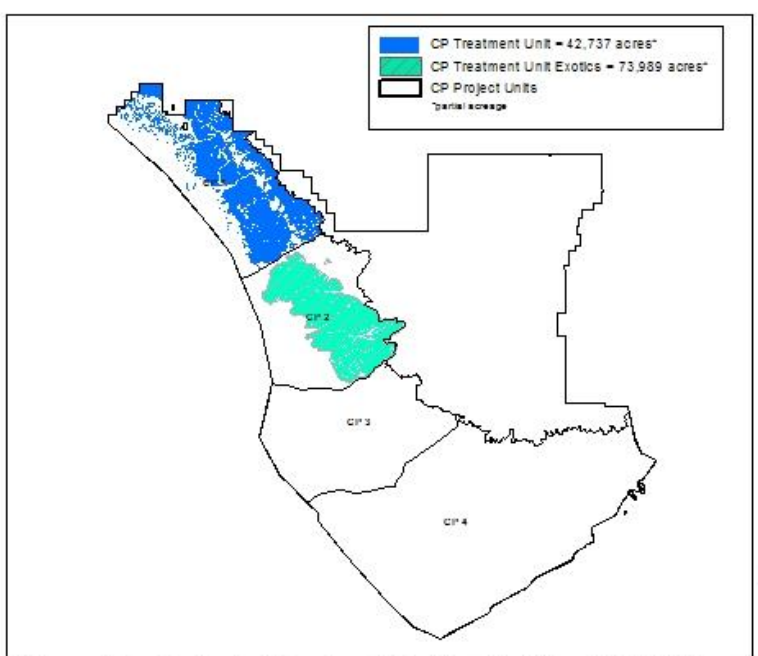 CP Treatment Unit = 42,737 acres*
CP Treatment Unit Exotics = 73,989 acres*
CP Project Units
*partial acreage
CP 2
CP 3
CP 4